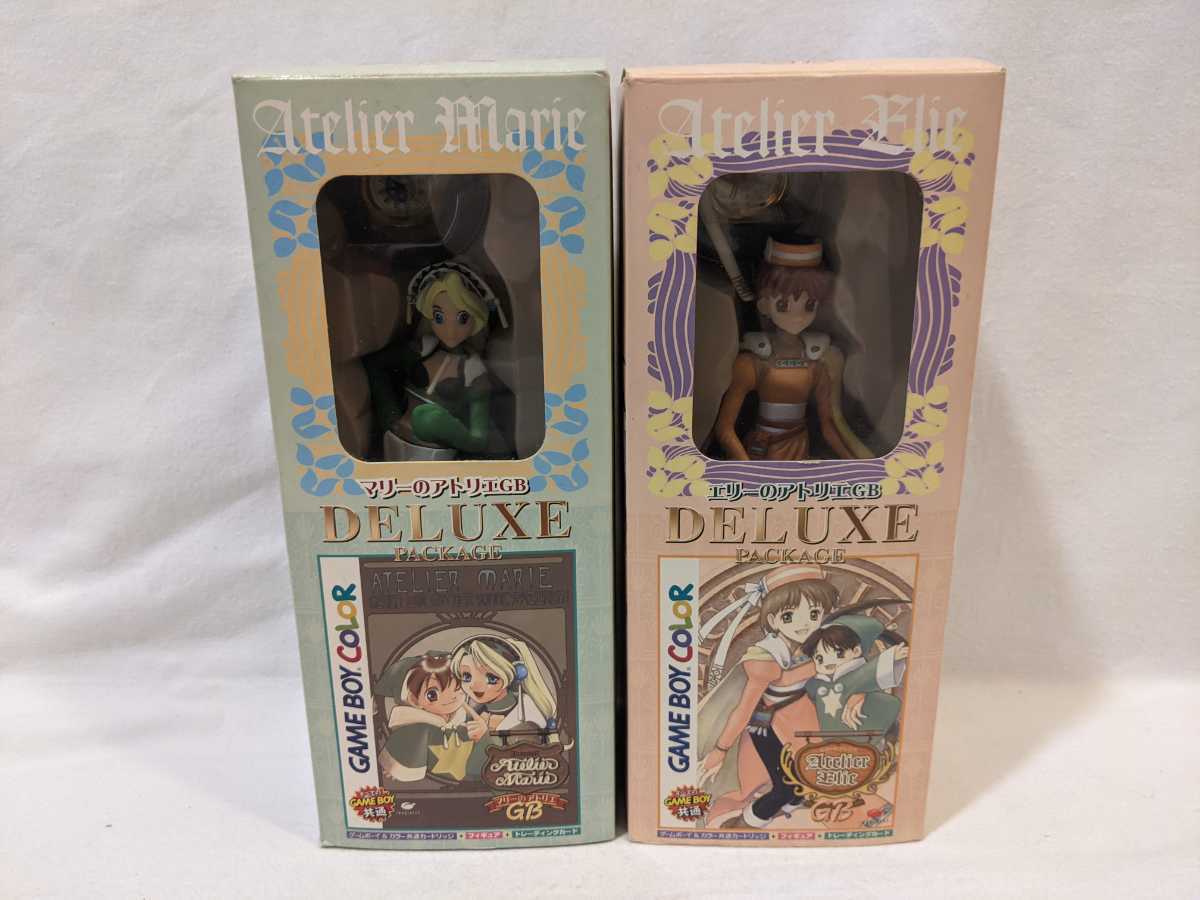 Atelier Marie
マリーのアトリエGB
DELUXE
PACKAGE
GAME BOY COLOR
ATELIER MARIE
Atelier
Marie
マリーのアトリエ
GB
GAME BOY
共通
ゲームボーイ&カラー共通カートリッジ + フィギュア + トレーディングカード
Atelier Elie
エリーのアトリエGB
DELUXE
PACKAGE
GAME BOY COLOR
Atelier
Elie
GB
GAME BOY
共通
ゲームボーイ&カラー共通カートリッジ + フィギュア + トレーディングカード